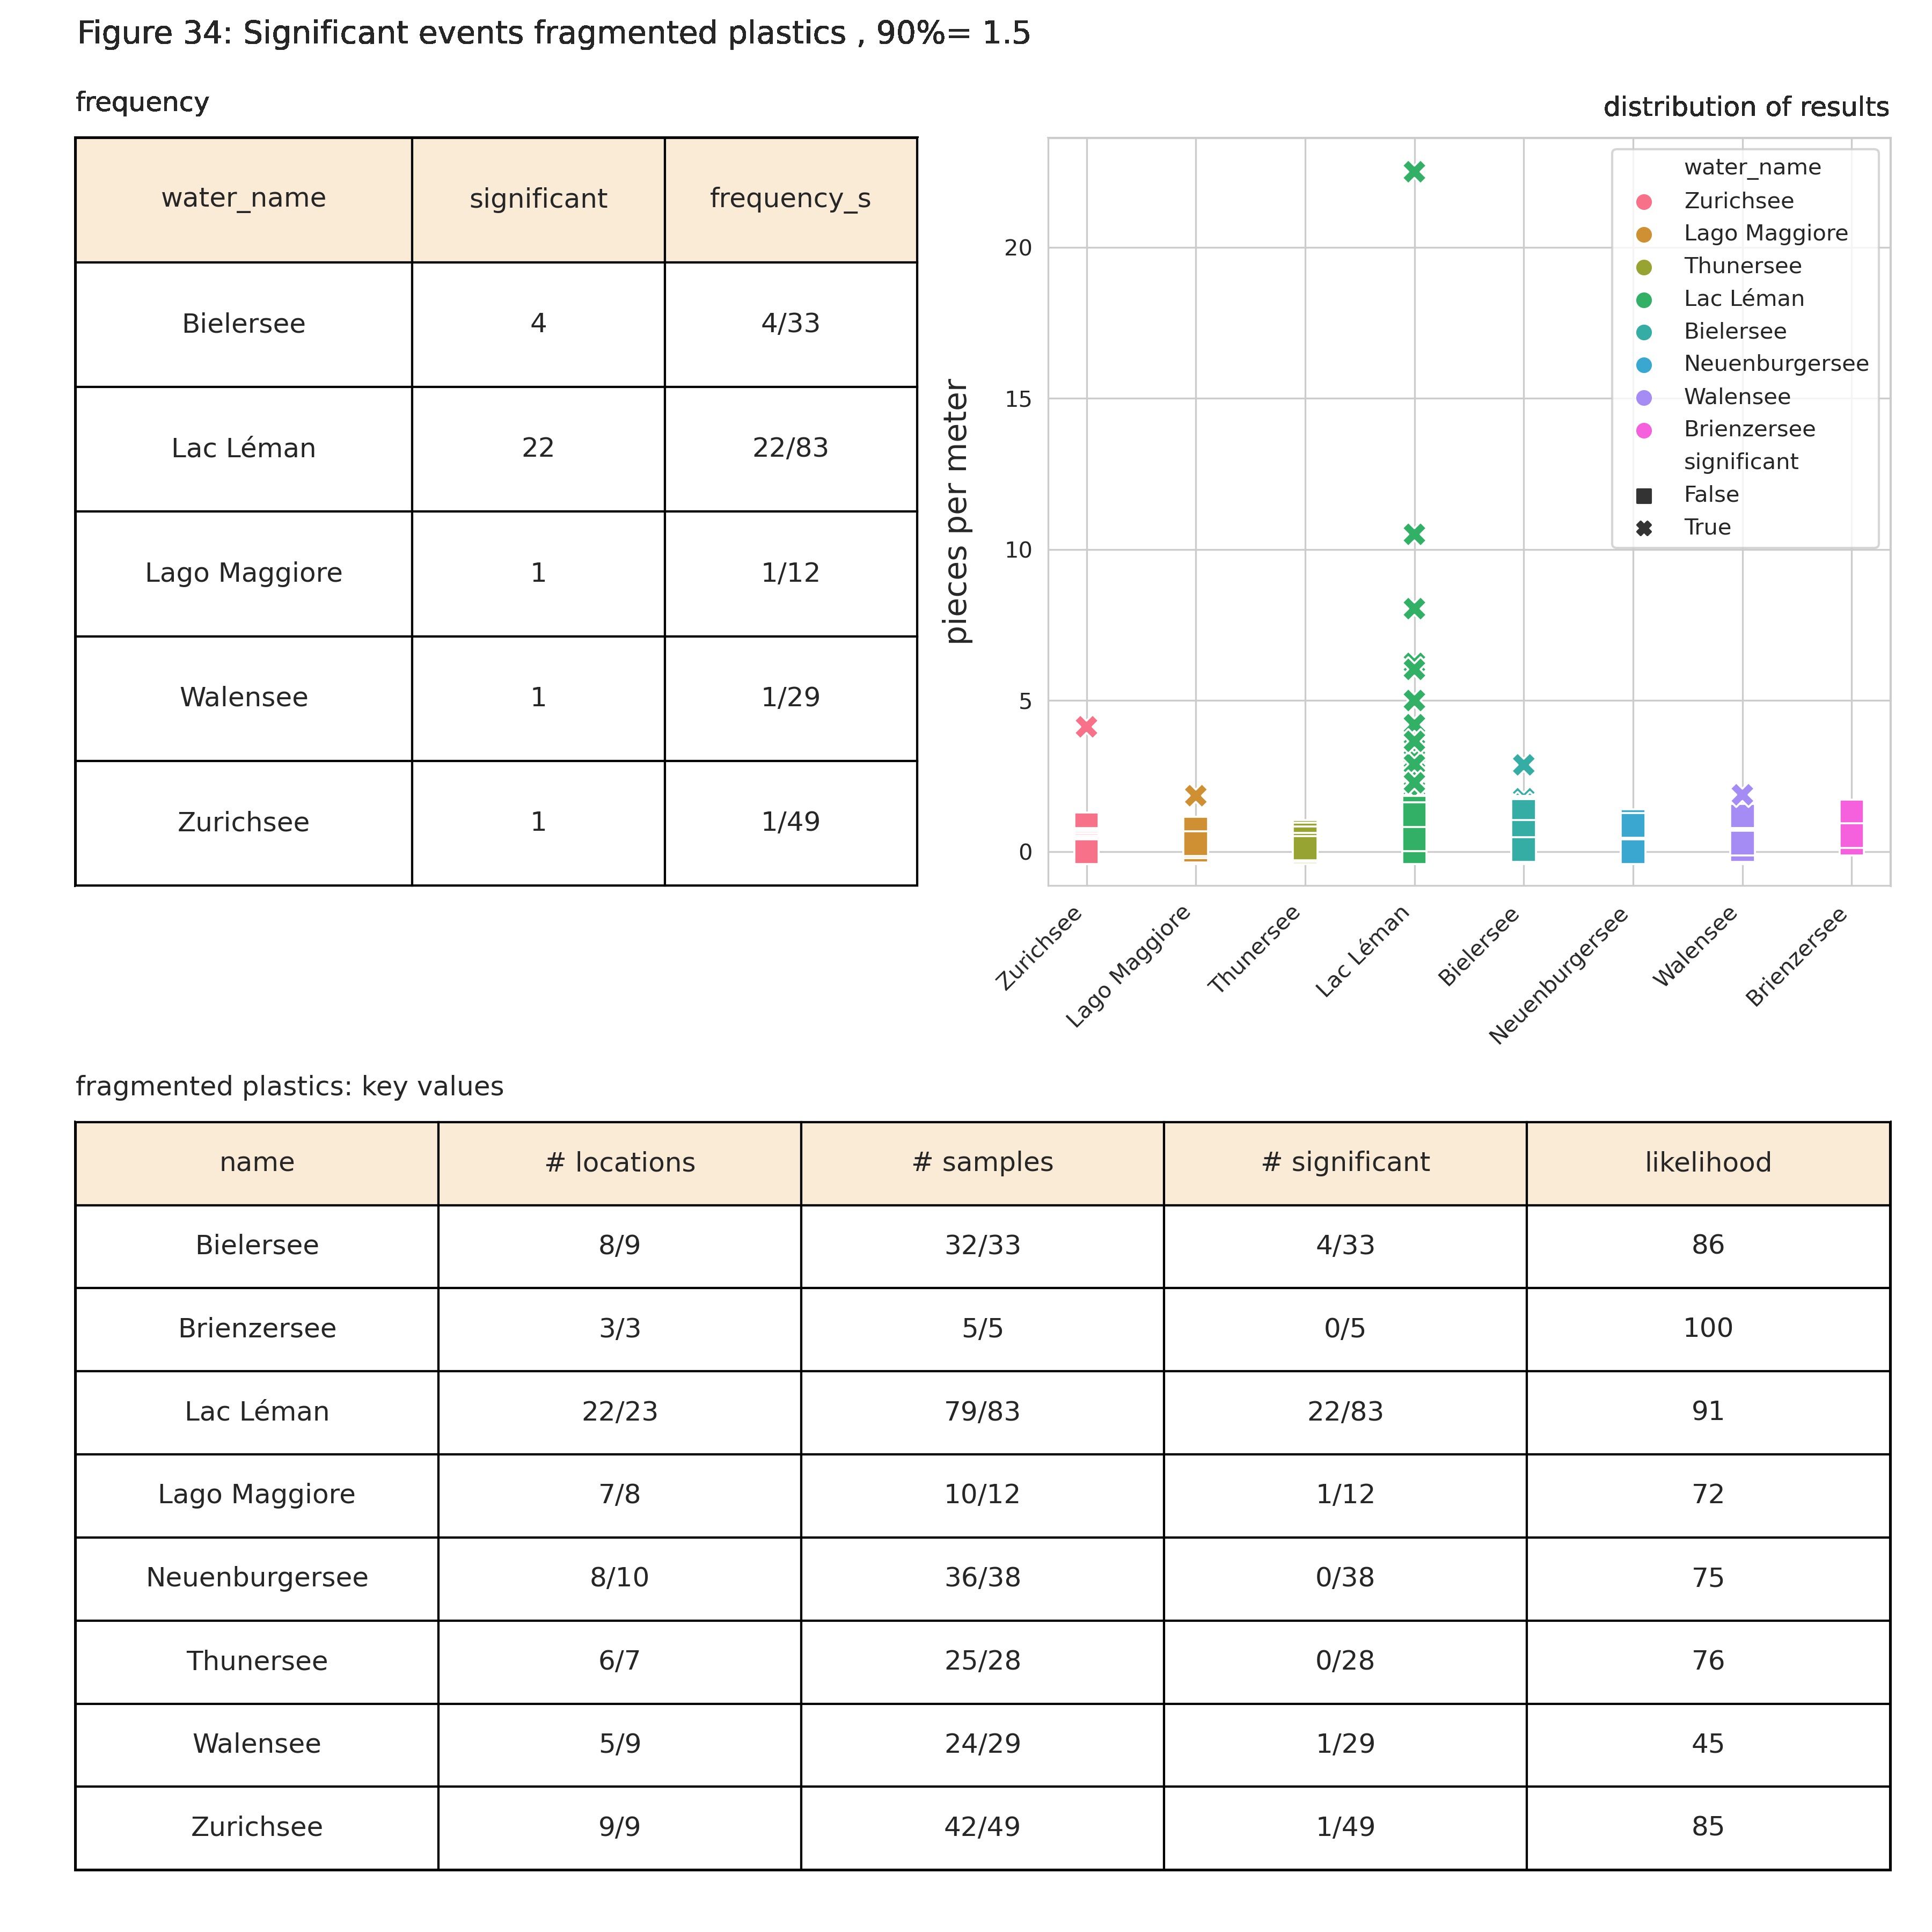 Figure 34: Significant events fragmented plastics , 90%= 1.5
frequency
water_name significant frequency_s
Bielersee 4 4/33
Lac Léman 22 22/83
Lago Maggiore 1 1/12
Walensee 1 1/29
Zurichsee 1 1/49
distribution of results
pieces per meter
20
15
10
5
0
water_name
Zurichsee
Lago Maggiore
Thunersee
Lac Léman
Bielersee
Neuenburgersee
Walensee
Brienzersee
significant
False
True
Zurichsee
Lago Maggiore
Thunersee
Lac Léman
Bielersee
Neuenburgersee
Walensee
Brienzersee
fragmented plastics: key values
name # locations # samples # significant likelihood
Bielersee 8/9 32/33 4/33 86
Brienzersee 3/3 5/5 0/5 100
Lac Léman 22/23 79/83 22/83 91
Lago Maggiore 7/8 10/12 1/12 72
Neuenburgersee 8/10 36/38 0/38 75
Thunersee 6/7 25/28 0/28 76
Walensee 5/9 24/29 1/29 45
Zurichsee 9/9 42/49 1/49 85